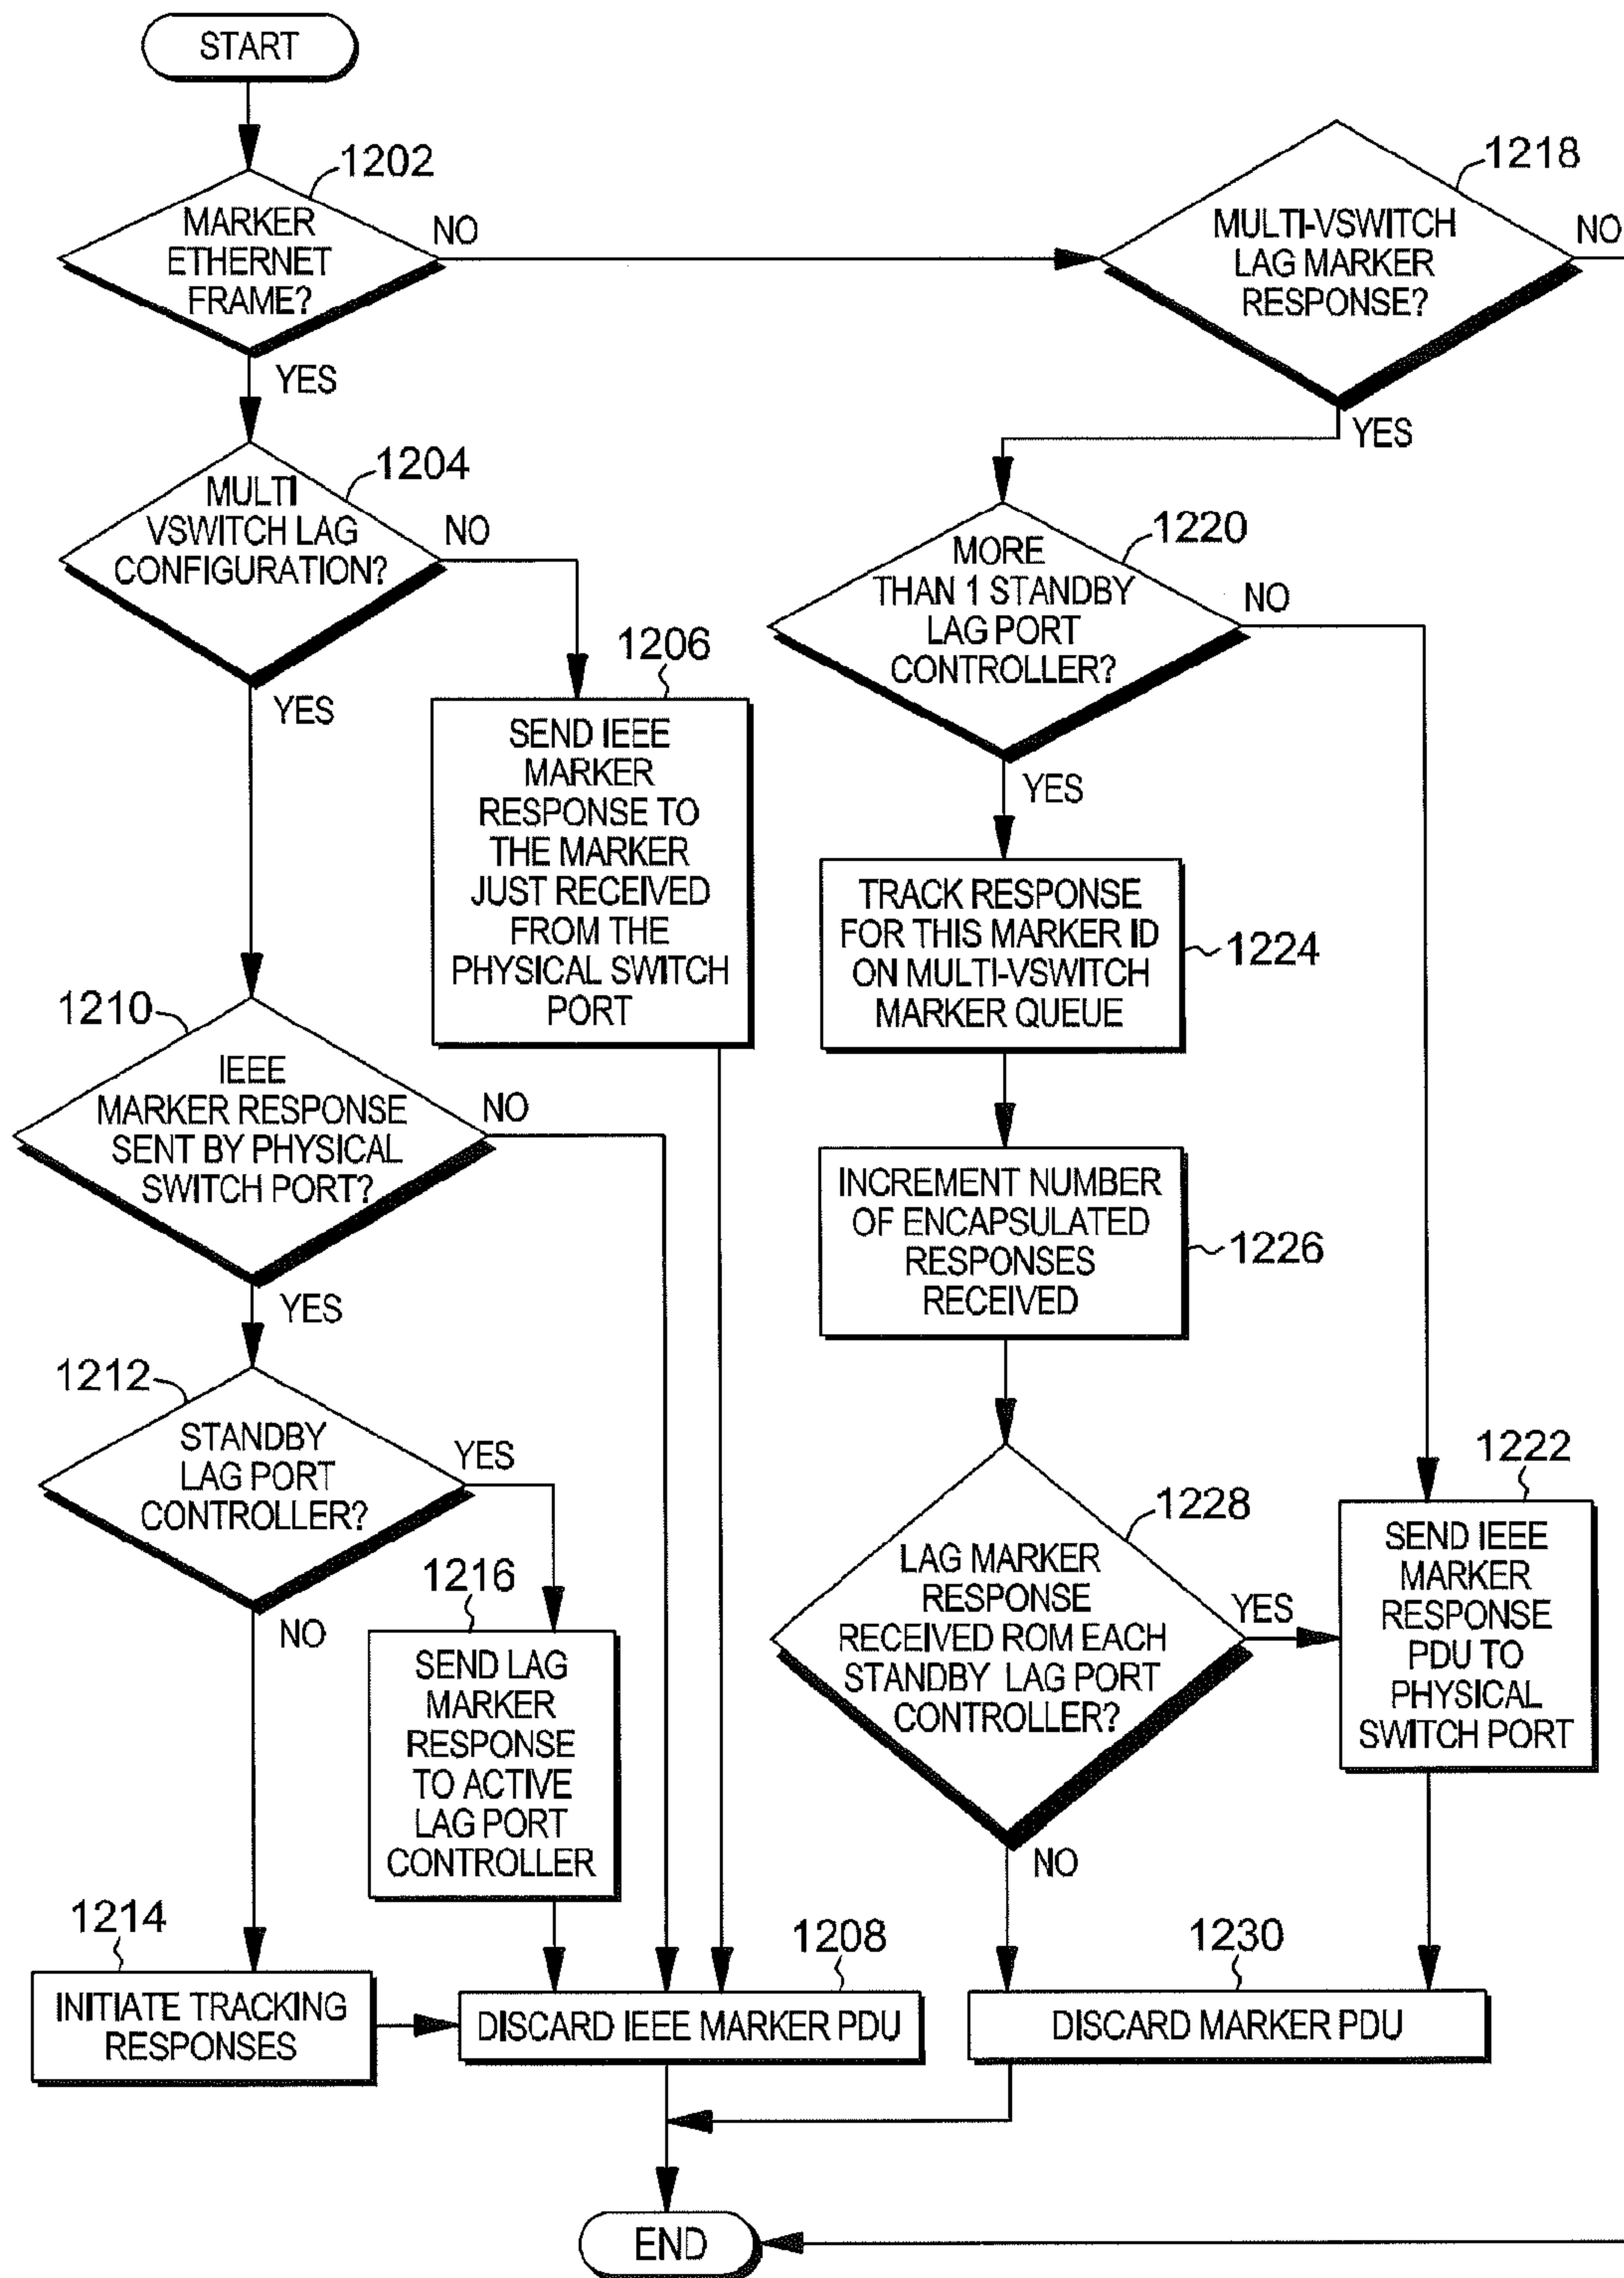 START
1202
MARKER
ETHERNET
FRAME?
NO
YES
1218
MULTI-VSWITCH
LAG MARKER
RESPONSE?
NO
YES
1204
MULTI
VSWITCH LAG
CONFIGURATION?
NO
YES
1206
SEND IEEE
MARKER
RESPONSE TO
THE MARKER
JUST RECEIVED
FROM THE
PHYSICAL SWITCH
PORT
1220
MORE
THAN 1 STANDBY
LAG PORT
CONTROLLER?
NO
YES
TRACK RESPONSE
FOR THIS MARKER ID
ON MULTI-VSWITCH
MARKER QUEUE
1224
1210
IEEE
MARKER RESPONSE
SENT BY PHYSICAL
SWITCH PORT?
NO
YES
INCREMENT NUMBER
OF ENCAPSULATED
RESPONSES
RECEIVED
1226
1212
STANDBY
LAG PORT
CONTROLLER?
YES
NO
1216
SEND LAG
MARKER
RESPONSE
TO ACTIVE
LAG PORT
CONTROLLER
1228
LAG MARKER
RESPONSE
RECEIVED ROM EACH
STANDBY LAG PORT
CONTROLLER?
YES
NO
1222
SEND IEEE
MARKER
RESPONSE
PDU TO
PHYSICAL
SWITCH PORT
1214
INITIATE TRACKING
RESPONSES
1208
DISCARD IEEE MARKER PDU
1230
DISCARD MARKER PDU
END